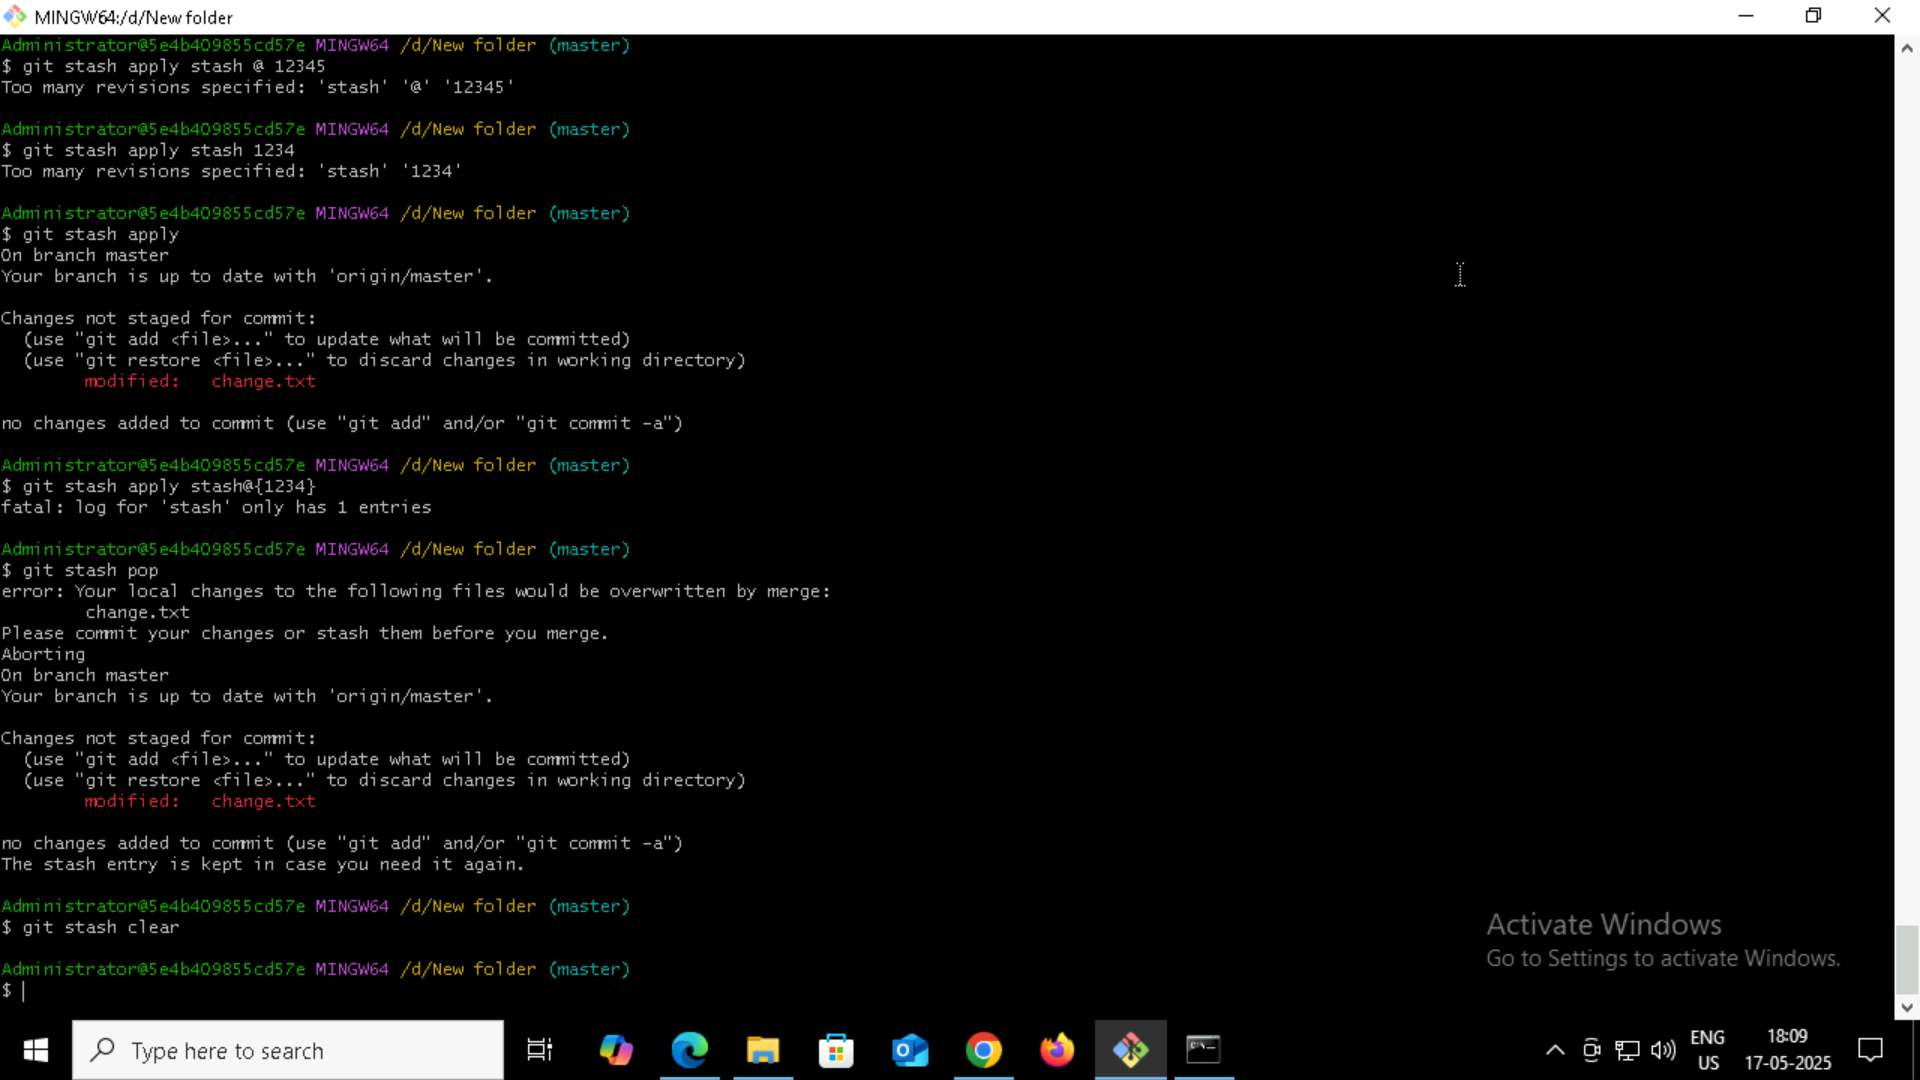 MINGW64:/d/New folder
Administrator@5e4b409855cd57e MINGW64 /d/New folder (master)
$ git stash apply stash @ 12345
Too many revisions specified: 'stash' '@' '12345'
Administrator@5e4b409855cd57e MINGW64 /d/New folder (master)
$ git stash apply stash 1234
Too many revisions specified: 'stash' '1234'
Administrator@5e4b409855cd57e MINGW64 /d/New folder (master)
$ git stash apply
On branch master
Your branch is up to date with 'origin/master'.
Changes not staged for commit:
  (use "git add <file>..." to update what will be committed)
  (use "git restore <file>..." to discard changes in working directory)
        modified:   change.txt
no changes added to commit (use "git add" and/or "git commit -a")
Administrator@5e4b409855cd57e MINGW64 /d/New folder (master)
$ git stash apply stash@{1234}
fatal: log for 'stash' only has 1 entries
Administrator@5e4b409855cd57e MINGW64 /d/New folder (master)
$ git stash pop
error: Your local changes to the following files would be overwritten by merge:
        change.txt
Please commit your changes or stash them before you merge.
Aborting
On branch master
Your branch is up to date with 'origin/master'.
Changes not staged for commit:
  (use "git add <file>..." to update what will be committed)
  (use "git restore <file>..." to discard changes in working directory)
        modified:   change.txt
no changes added to commit (use "git add" and/or "git commit -a")
The stash entry is kept in case you need it again.
Administrator@5e4b409855cd57e MINGW64 /d/New folder (master)
$ git stash clear
Administrator@5e4b409855cd57e MINGW64 /d/New folder (master)
$
Activate Windows
Go to Settings to activate Windows.
Type here to search
ENG
US
18:09
17-05-2025